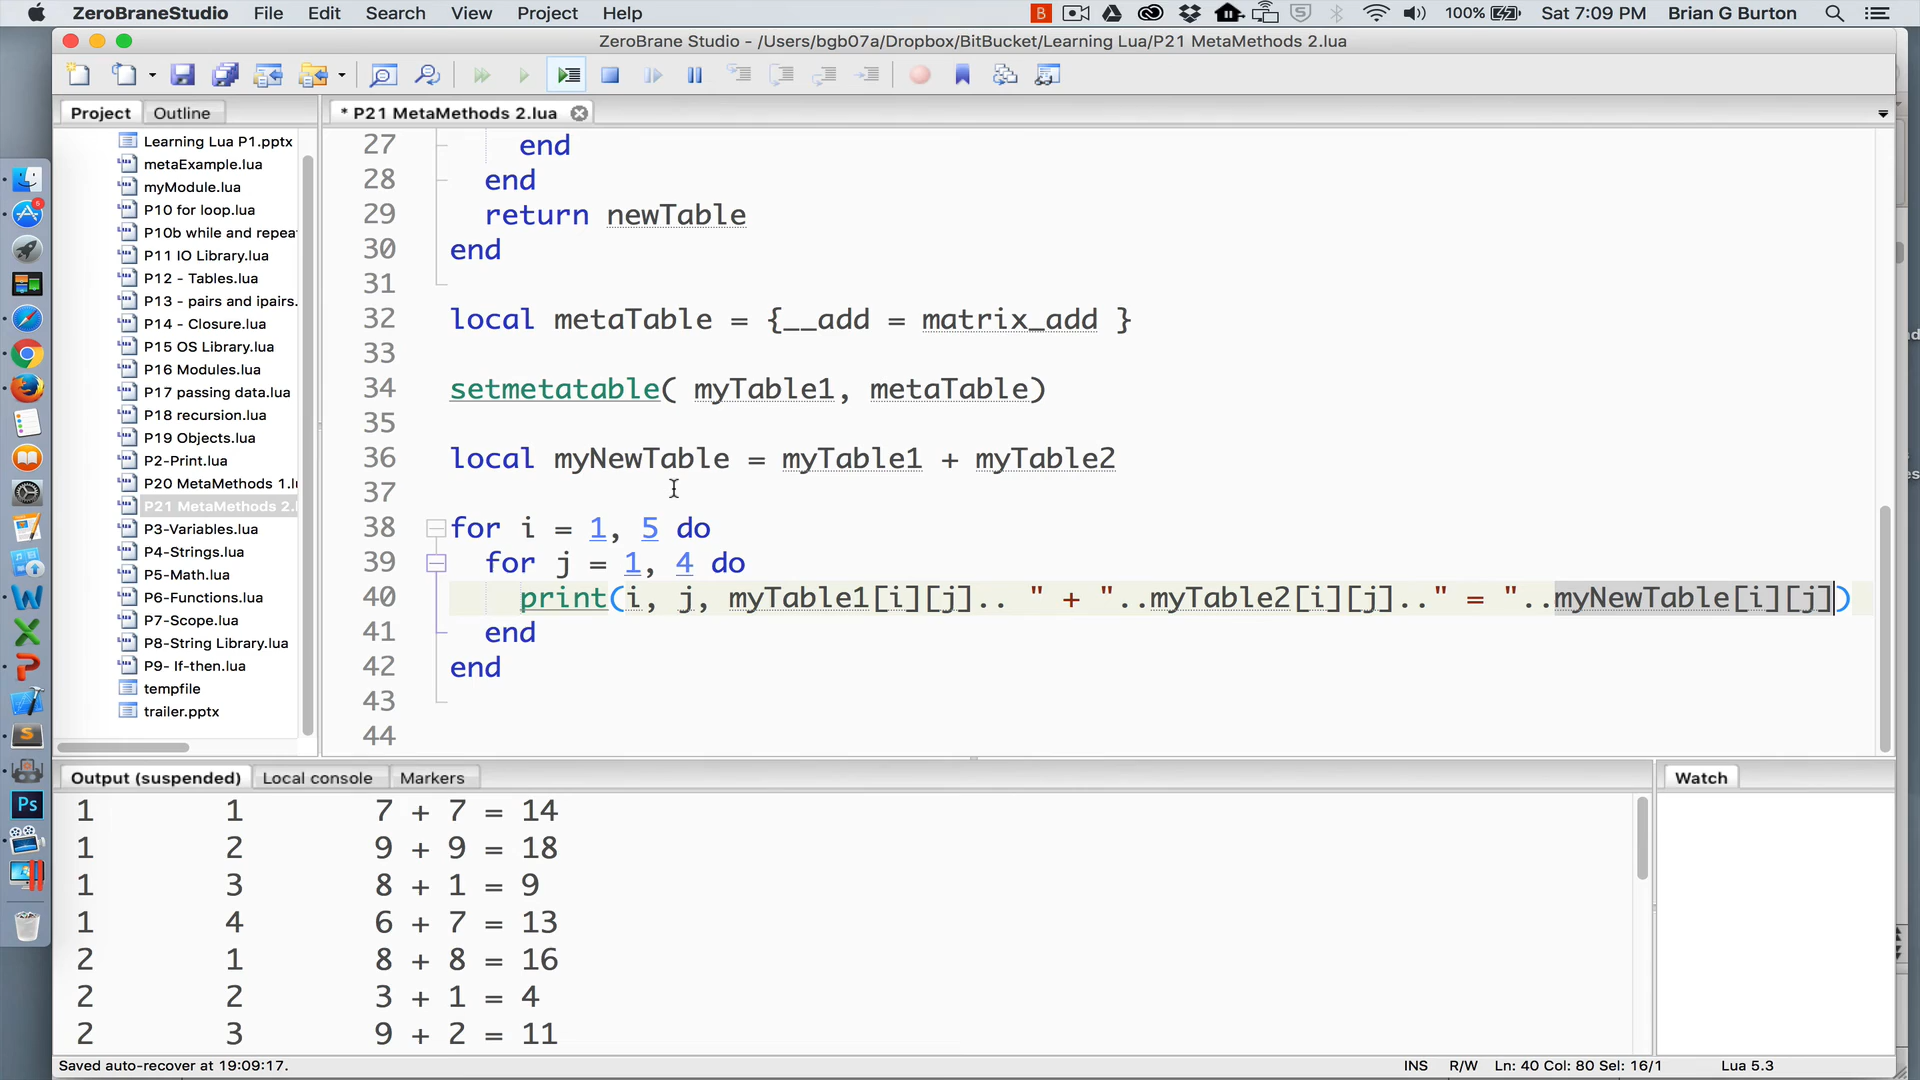 ZeroBraneStudio File Edit Search View Project Help 100% Sat 7:09 PM Brian G Burton
ZeroBrane Studio - /Users/bgb07a/Dropbox/BitBucket/Learning Lua/P21 MetaMethods 2.lua
Project Outline
* P21 MetaMethods 2.lua
Learning Lua P1.pptx
metaExample.lua
myModule.lua
P10 for loop.lua
P10b while and repea
P11 IO Library.lua
P12 - Tables.lua
P13 - pairs and ipairs.
P14 - Closure.lua
P15 OS Library.lua
P16 Modules.lua
P17 passing data.lua
P18 recursion.lua
P19 Objects.lua
P2-Print.lua
P20 MetaMethods 1.l
P21 MetaMethods 2.l
P3-Variables.lua
P4-Strings.lua
P5-Math.lua
P6-Functions.lua
P7-Scope.lua
P8-String Library.lua
P9- If-then.lua
tempfile
trailer.pptx
27 end
28 end
29 return newTable
30 end
31
32 local metaTable = {__add = matrix_add }
33
34 setmetatable( myTable1, metaTable)
35
36 local myNewTable = myTable1 + myTable2
37
38 for i = 1, 5 do
39 for j = 1, 4 do
40 print(i, j, myTable1[i][j].. " + "..myTable2[i][j].." = "..myNewTable[i][j])
41 end
42 end
43
44
Output (suspended) Local console Markers
Watch
1 1 7 + 7 = 14
1 2 9 + 9 = 18
1 3 8 + 1 = 9
1 4 6 + 7 = 13
2 1 8 + 8 = 16
2 2 3 + 1 = 4
2 3 9 + 2 = 11
Saved auto-recover at 19:09:17. INS R/W Ln: 40 Col: 80 Sel: 16/1 Lua 5.3
Ps